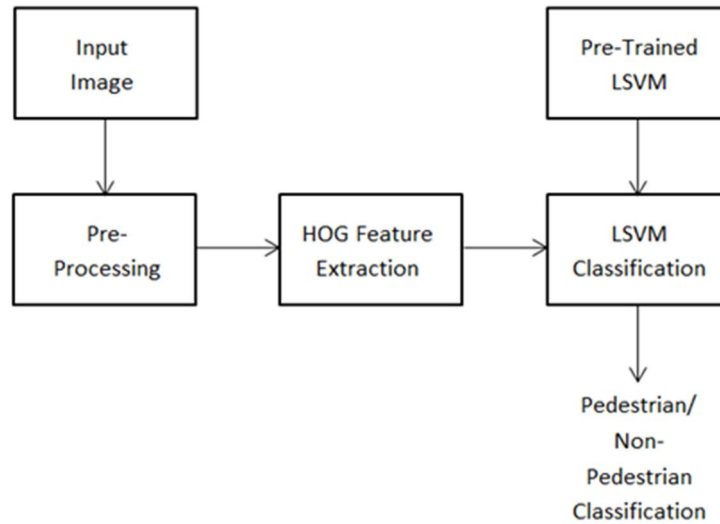 Input
Image
Pre-Trained
LSVM
Pre-
Processing
HOG Feature
Extraction
LSVM
Classification
Pedestrian/
Non-
Pedestrian
Classification